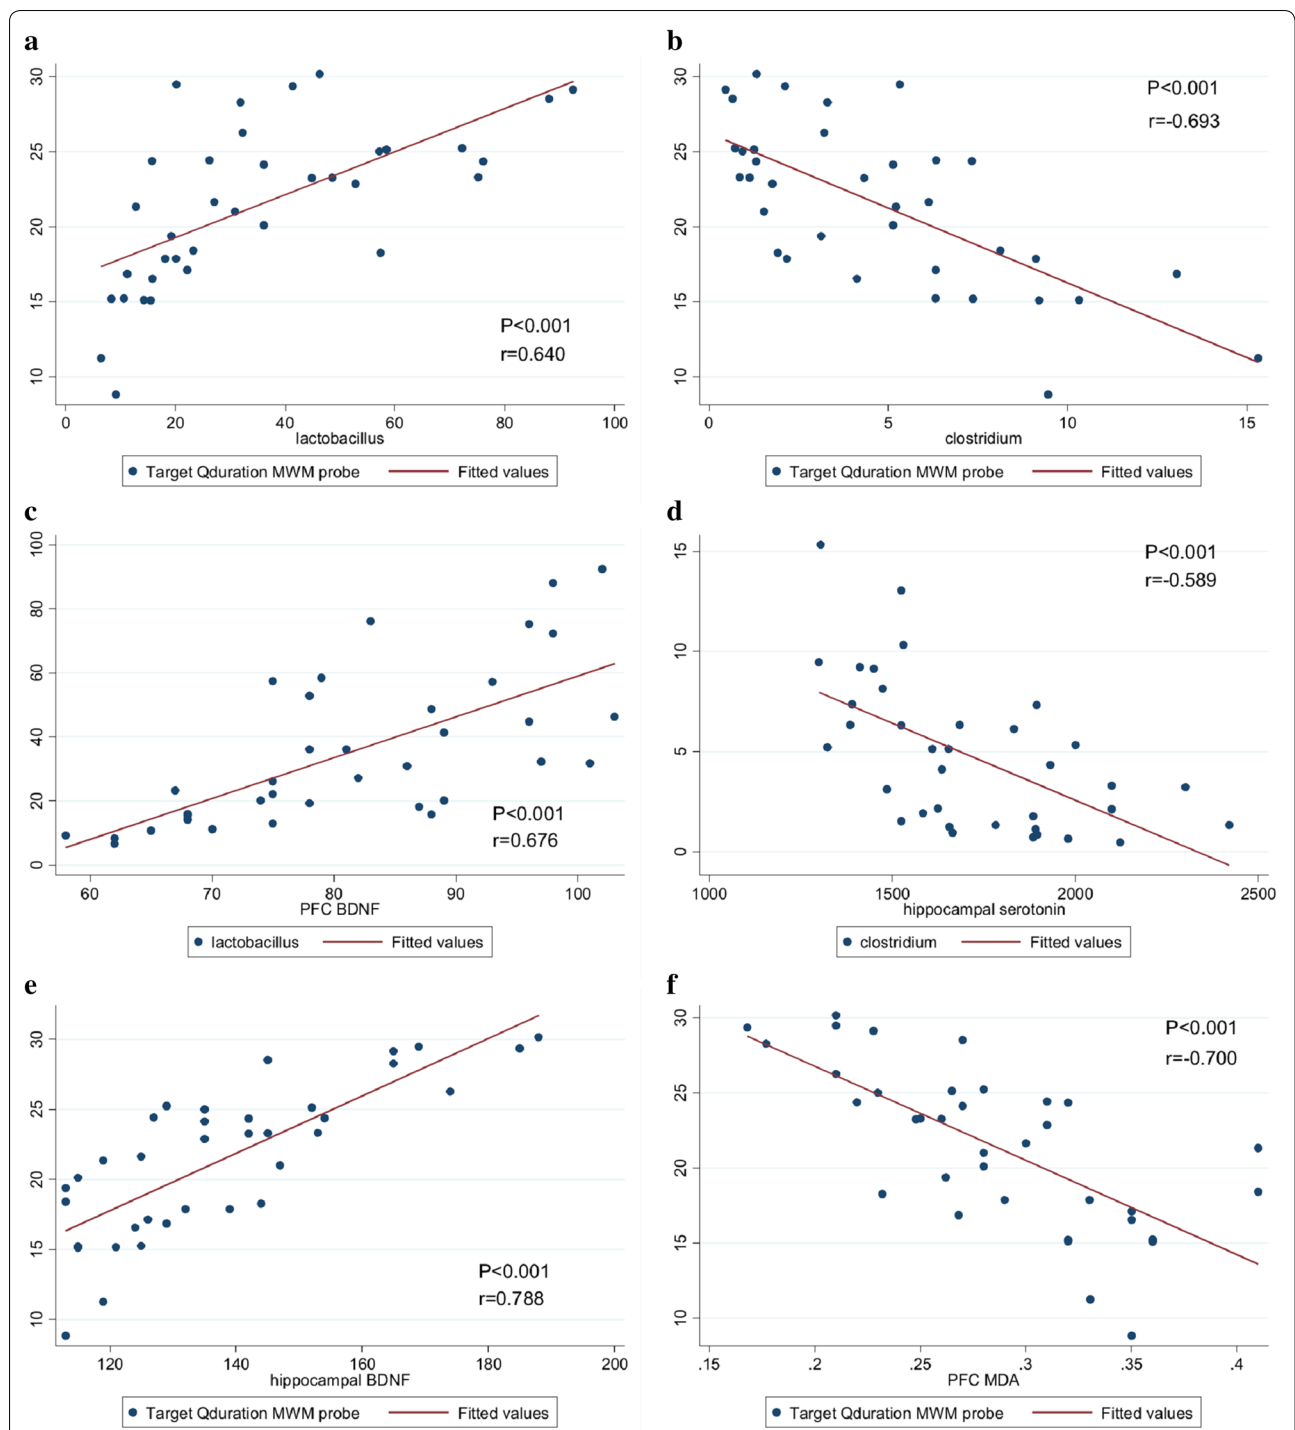 a
30
25
20
15
10
P<0.001
r=0.640
0 20 40 60 80 100
lactobacillus
Target Qduration MWM probe Fitted values
b
30
25
20
15
10
P<0.001
r=-0.693
0 5 10 15
clostridium
Target Qduration MWM probe Fitted values
c
100
80
60
40
20
0
P<0.001
r=0.676
60 70 80 90 100
PFC BDNF
lactobacillus Fitted values
d
15
10
5
0
P<0.001
r=-0.589
1000 1500 2000 2500
hippocampal serotonin
clostridium Fitted values
e
30
25
20
15
10
P<0.001
r=0.788
120 140 160 180 200
hippocampal BDNF
Target Qduration MWM probe Fitted values
f
30
25
20
15
10
P<0.001
r=-0.700
.15 .2 .25 .3 .35 .4
PFC MDA
Target Qduration MWM probe Fitted values